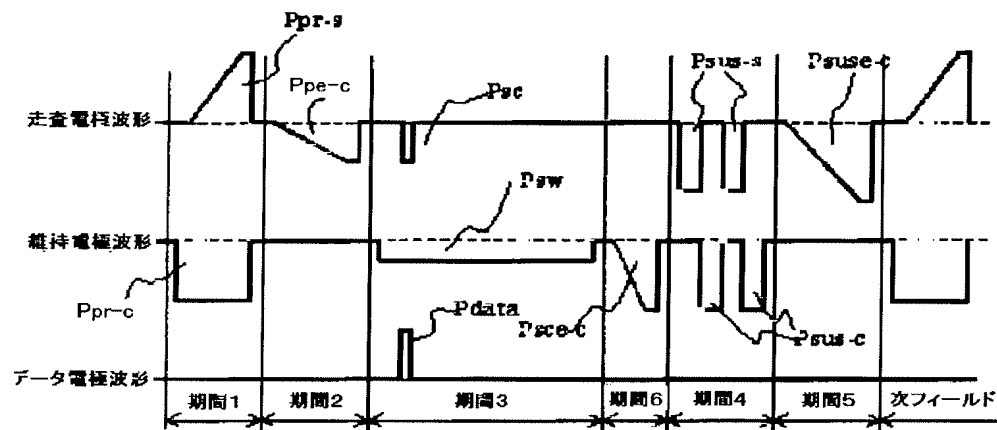 Ppr-s
Ppe-c
Psc
Psus-s
Psuse-c
走査電極波形
Psw
維持電極波形
Ppr-c
Pdata
Psce-c
Psus-c
データ電極波形
期間1
期間2
期間3
期間6
期間4
期間5
次フィールド